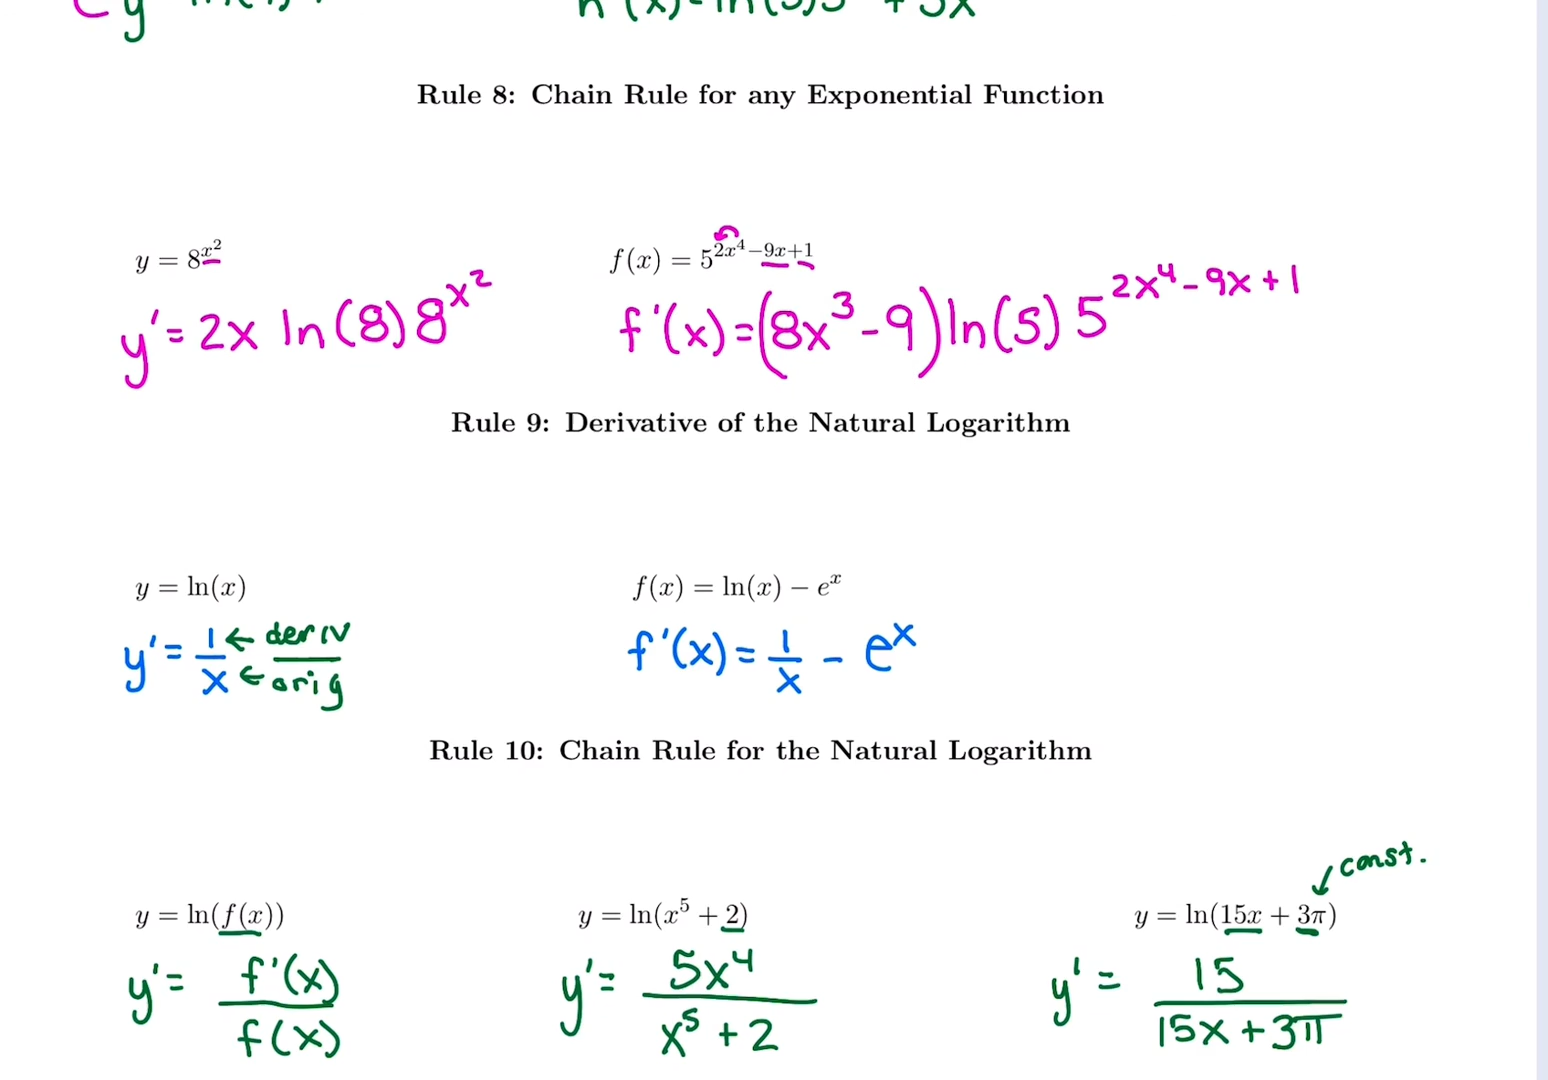 Rule 8: Chain Rule for any Exponential Function
y = 8^{x^2} f(x) = 5^{2x^4−9x+1}
y' = 2x ln(8) 8^{x^2} f'(x) = (8x^3 - 9) ln(5) 5^{2x^4 - 9x + 1}
Rule 9: Derivative of the Natural Logarithm
y = ln(x) f(x) = ln(x) − e^x
y' = 1/x ← deriv ← orig f'(x) = 1/x - e^x
Rule 10: Chain Rule for the Natural Logarithm
const.
y = ln(f(x)) y = ln(x^5 + 2) y = ln(15x + 3π)
y' = f'(x)/f(x) y' = 5x^4/x^5 + 2 y' = 15/15x + 3π